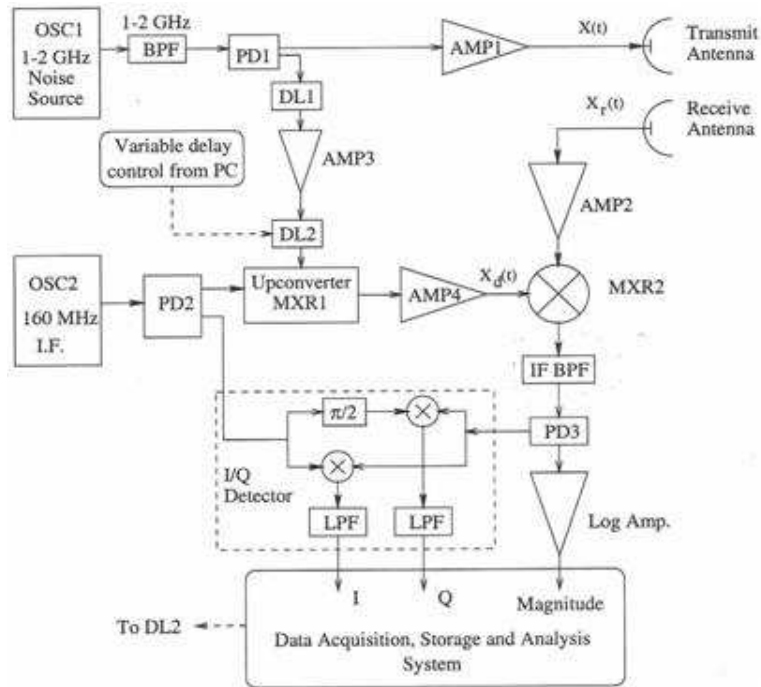 OSC1
1-2 GHz
Noise
Source
1-2 GHz
BPF
PD1
AMP1
X(t)
Transmit
Antenna
DL1
X_r(t)
Receive
Antenna
Variable delay
control from PC
AMP3
AMP2
DL2
OSC2
160 MHz
I.F.
PD2
Upconverter
MXR1
AMP4
X_d(t)
MXR2
IF BPF
π/2
PD3
I/Q
Detector
LPF
LPF
Log Amp.
I
Q
Magnitude
To DL2
Data Acquisition, Storage and Analysis
System